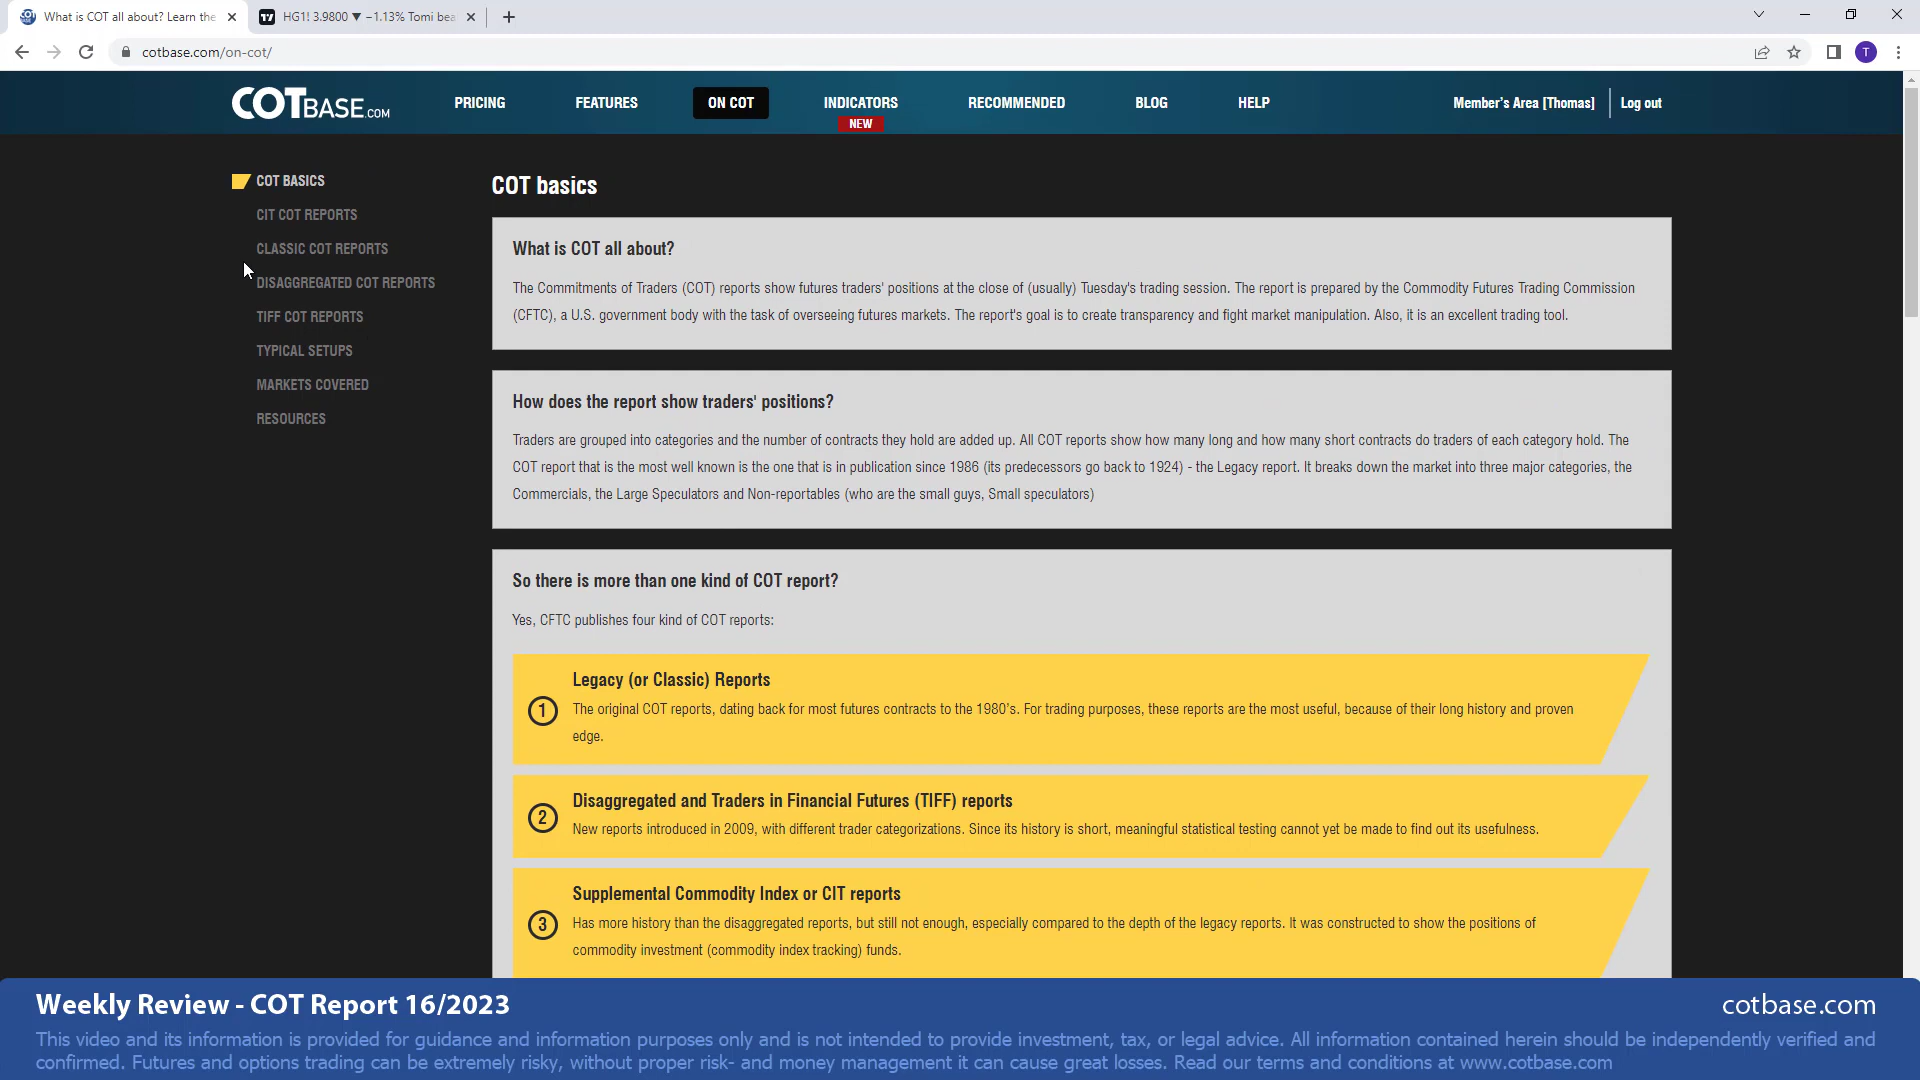 What is COT all about? Learn the
HG1! 3.9800 ▼ −1.13% Tomi bea
cotbase.com/on-cot/
T
COTBASE.COM
PRICING
FEATURES
ON COT
INDICATORS
NEW
RECOMMENDED
BLOG
HELP
Member's Area [Thomas]
Log out
COT BASICS
CIT COT REPORTS
CLASSIC COT REPORTS
DISAGGREGATED COT REPORTS
TIFF COT REPORTS
TYPICAL SETUPS
MARKETS COVERED
RESOURCES
COT basics
What is COT all about?
The Commitments of Traders (COT) reports show futures traders' positions at the close of (usually) Tuesday's trading session. The report is prepared by the Commodity Futures Trading Commission
(CFTC), a U.S. government body with the task of overseeing futures markets. The report's goal is to create transparency and fight market manipulation. Also, it is an excellent trading tool.
How does the report show traders' positions?
Traders are grouped into categories and the number of contracts they hold are added up. All COT reports show how many long and how many short contracts do traders of each category hold. The
COT report that is the most well known is the one that is in publication since 1986 (its predecessors go back to 1924) - the Legacy report. It breaks down the market into three major categories, the
Commercials, the Large Speculators and Non-reportables (who are the small guys, Small speculators)
So there is more than one kind of COT report?
Yes, CFTC publishes four kind of COT reports:
1
Legacy (or Classic) Reports
The original COT reports, dating back for most futures contracts to the 1980's. For trading purposes, these reports are the most useful, because of their long history and proven
edge.
2
Disaggregated and Traders in Financial Futures (TIFF) reports
New reports introduced in 2009, with different trader categorizations. Since its history is short, meaningful statistical testing cannot yet be made to find out its usefulness.
3
Supplemental Commodity Index or CIT reports
Has more history than the disaggregated reports, but still not enough, especially compared to the depth of the legacy reports. It was constructed to show the positions of
commodity investment (commodity index tracking) funds.
Weekly Review - COT Report 16/2023
cotbase.com
This video and its information is provided for guidance and information purposes only and is not intended to provide investment, tax, or legal advice. All information contained herein should be independently verified and
confirmed. Futures and options trading can be extremely risky, without proper risk- and money management it can cause great losses. Read our terms and conditions at www.cotbase.com